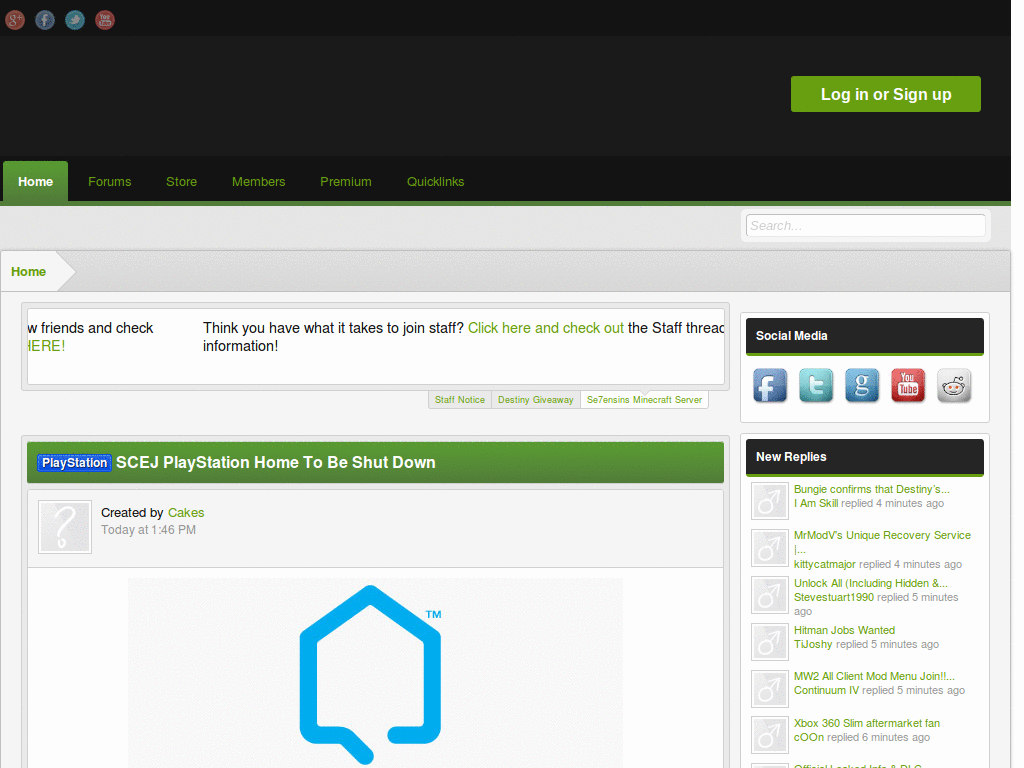 Log in or Sign up
Home
Forums
Store
Members
Premium
Quicklinks
Search...
Home
w friends and check
HERE!
Think you have what it takes to join staff? Click here and check out the Staff thread
information!
Staff Notice
Destiny Giveaway
Se7ensins Minecraft Server
PlayStation SCEJ PlayStation Home To Be Shut Down
Created by Cakes
Today at 1:46 PM
TM
Social Media
You
Tube
New Replies
Bungie confirms that Destiny's...
I Am Skill replied 4 minutes ago
MrModV's Unique Recovery Service
|...
kittycatmajor replied 4 minutes ago
Unlock All (Including Hidden &...
Stevestuart1990 replied 5 minutes
ago
Hitman Jobs Wanted
TiJoshy replied 5 minutes ago
MW2 All Client Mod Menu Join!!...
Continuum IV replied 5 minutes ago
Xbox 360 Slim aftermarket fan
cOOn replied 6 minutes ago